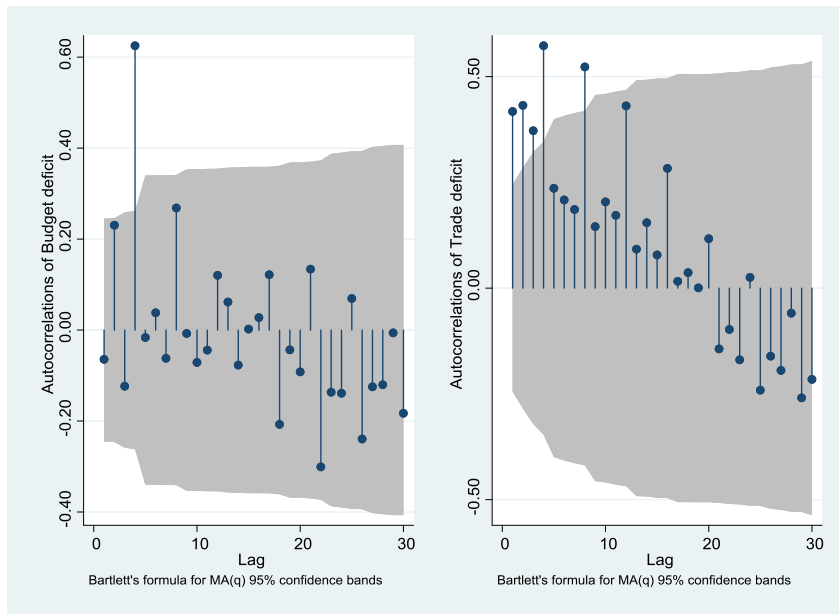 Autocorrelations of Budget deficit
0.60
0.40
0.20
0.00
-0.20
-0.40
0
10
20
30
Lag
Bartlett's formula for MA(q) 95% confidence bands
Autocorrelations of Trade deficit
0.50
0.00
-0.50
0
10
20
30
Lag
Bartlett's formula for MA(q) 95% confidence bands